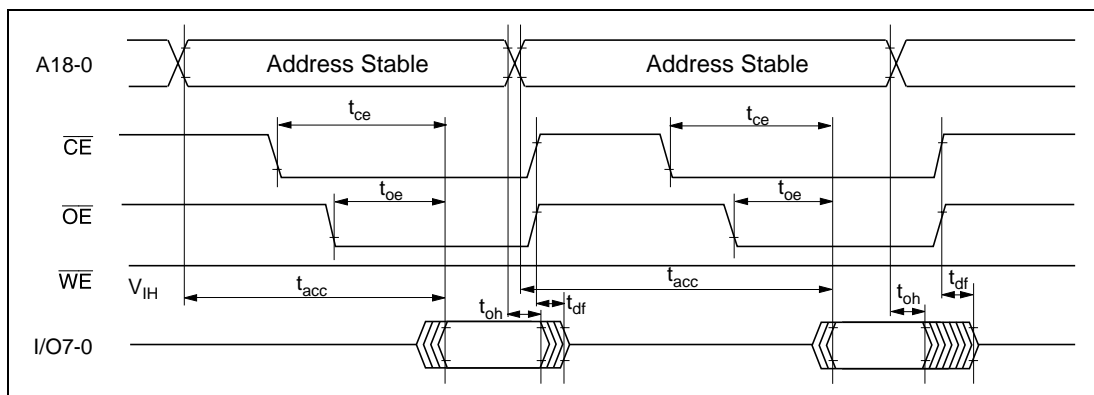 A18-0 Address Stable Address Stable
tce tce
CE
toe toe
OE
WE VIH
tacc tacc
toh tdf toh tdf
I/O7-0